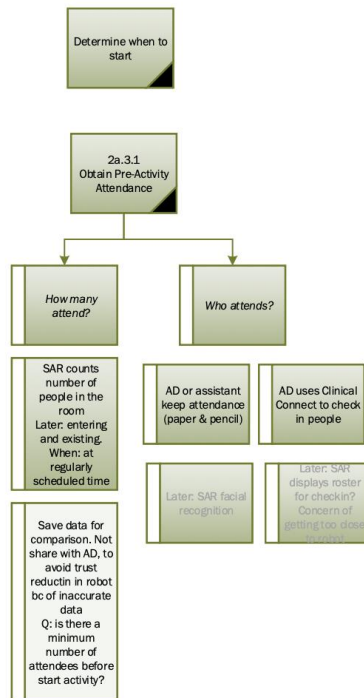 Determine when to
start
2a.3.1
Obtain Pre-Activity
Attendance
How many
attend?
Who attends?
SAR counts
number of
people in the
room
Later: entering
and existing.
When: at
regularly
scheduled time
AD or assistant
keep attendance
(paper & pencil)
AD uses Clinical
Connect to check
in people
Later: SAR facial
recognition
Later: SAR
displays roster
for checkin?
Concern of
getting too close
to robot
Save data for
comparison. Not
share with AD, to
avoid trust
reductin in robot
bc of inaccurate
data
Q: is there a
minimum
number of
attendees before
start activity?